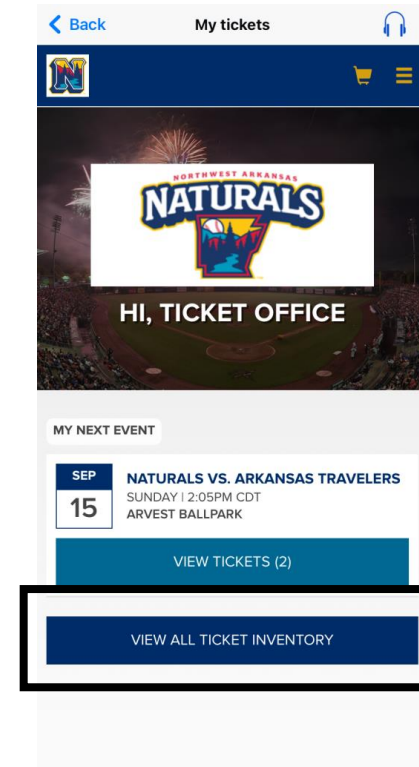 Back
My tickets
N
NORTHWEST ARKANSAS
NATURALS
HI, TICKET OFFICE
MY NEXT EVENT
SEP
15
NATURALS VS. ARKANSAS TRAVELERS
SUNDAY | 2:05PM CDT
ARVEST BALLPARK
VIEW TICKETS (2)
VIEW ALL TICKET INVENTORY